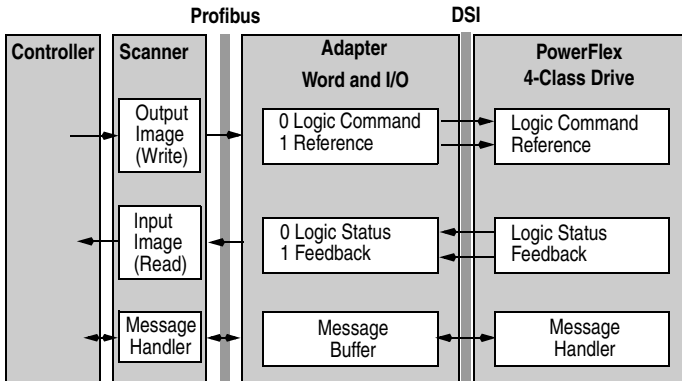 Profibus
DSI
Controller
Scanner
Adapter
Word and I/O
PowerFlex
4-Class Drive
Output
Image
(Write)
0 Logic Command
1 Reference
Logic Command
Reference
Input
Image
(Read)
0 Logic Status
1 Feedback
Logic Status
Feedback
Message
Handler
Message
Buffer
Message
Handler